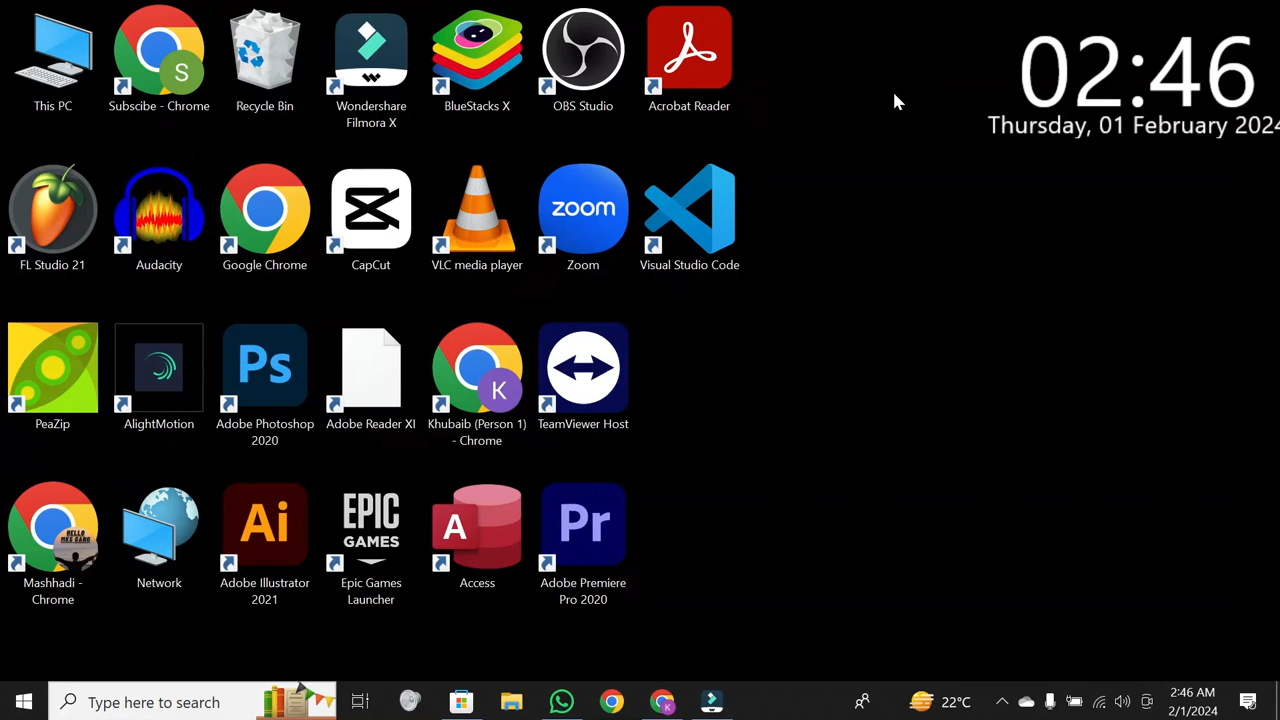 02:46
Thursday, 01 February 2024
S
This PC
Subscibe - Chrome
Recycle Bin
Wondershare
Filmora X
BlueStacks X
OBS Studio
Acrobat Reader
zoom
FL Studio 21
Audacity
Google Chrome
CapCut
VLC media player
Zoom
Visual Studio Code
Ps
K
PeaZip
AlightMotion
Adobe Photoshop
2020
Adobe Reader XI
Khubaib (Person 1)
- Chrome
TeamViewer Host
HELLO
MKS GANG
Ai
EPIC
GAMES
A
Pr
Mashhadi -
Chrome
Network
Adobe Illustrator
2021
Epic Games
Launcher
Access
Adobe Premiere
Pro 2020
Type here to search
K
22°C
2:46 AM
2/1/2024